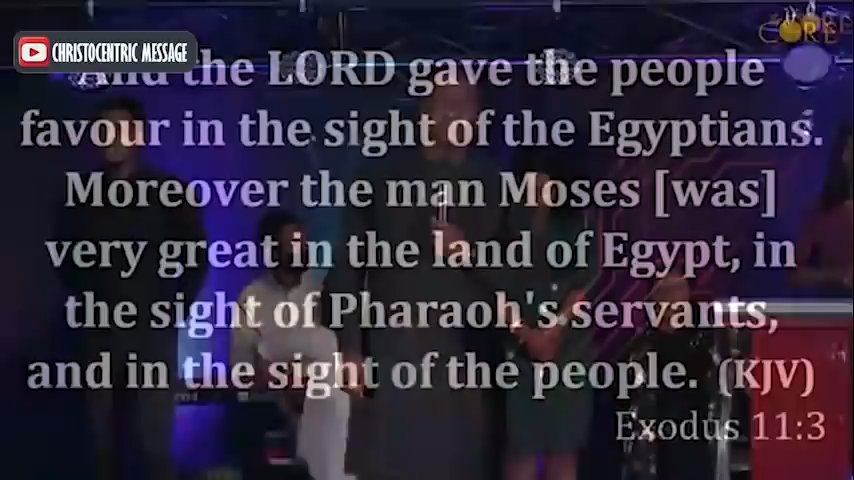 CHRISTOCENTRIC MESSAGE
CORE
And the LORD gave the people
favour in the sight of the Egyptians.
Moreover the man Moses [was]
very great in the land of Egypt, in
the sight of Pharaoh's servants,
and in the sight of the people. (KJV)
Exodus 11:3